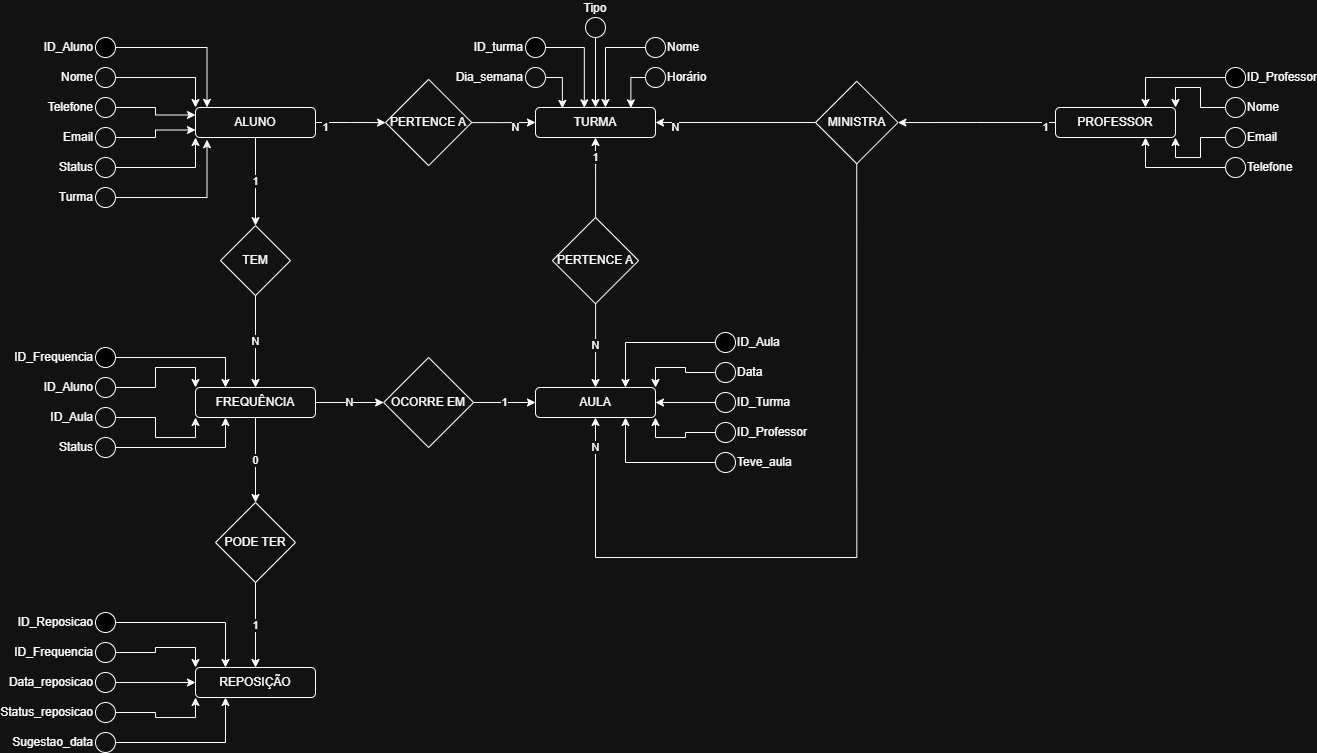 Tipo
ID_Aluno
Nome
Telefone
Email
Status
Turma
ALUNO
1
PERTENCE A
N
ID_turma
Dia_semana
Nome
Horário
TURMA
N
MINISTRA
1
PROFESSOR
ID_Professor
Nome
Email
Telefone
1
TEM
N
1
PERTENCE A
N
ID_Frequencia
ID_Aluno
ID_Aula
Status
FREQUÊNCIA
N
OCORRE EM
1
AULA
ID_Aula
Data
ID_Turma
ID_Professor
Teve_aula
N
0
PODE TER
1
ID_Reposicao
ID_Frequencia
Data_reposicao
Status_reposicao
Sugestao_data
REPOSIÇÃO